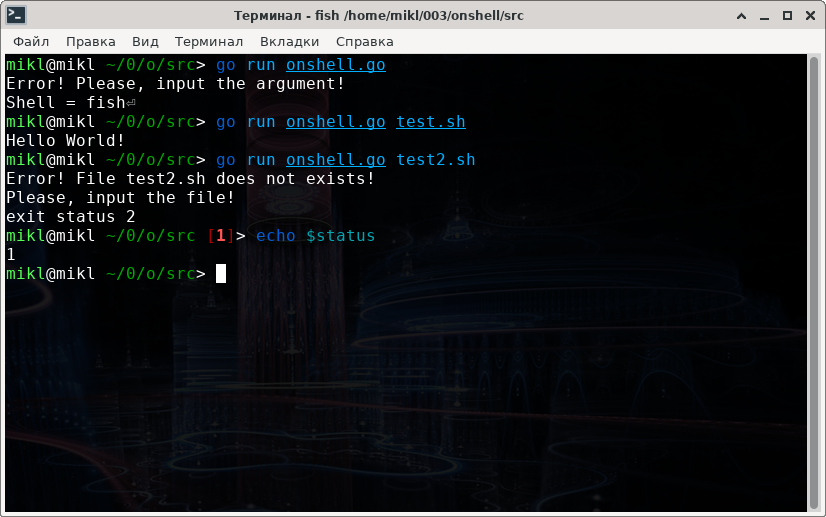 Терминал - fish /home/mikl/003/onshell/src
Файл Правка Вид Терминал Вкладки Справка
mikl@mikl ~/0/o/src> go run onshell.go
Error! Please, input the argument!
Shell = fish⏎
mikl@mikl ~/0/o/src> go run onshell.go test.sh
Hello World!
mikl@mikl ~/0/o/src> go run onshell.go test2.sh
Error! File test2.sh does not exists!
Please, input the file!
exit status 2
mikl@mikl ~/0/o/src [1]> echo $status
1
mikl@mikl ~/0/o/src>